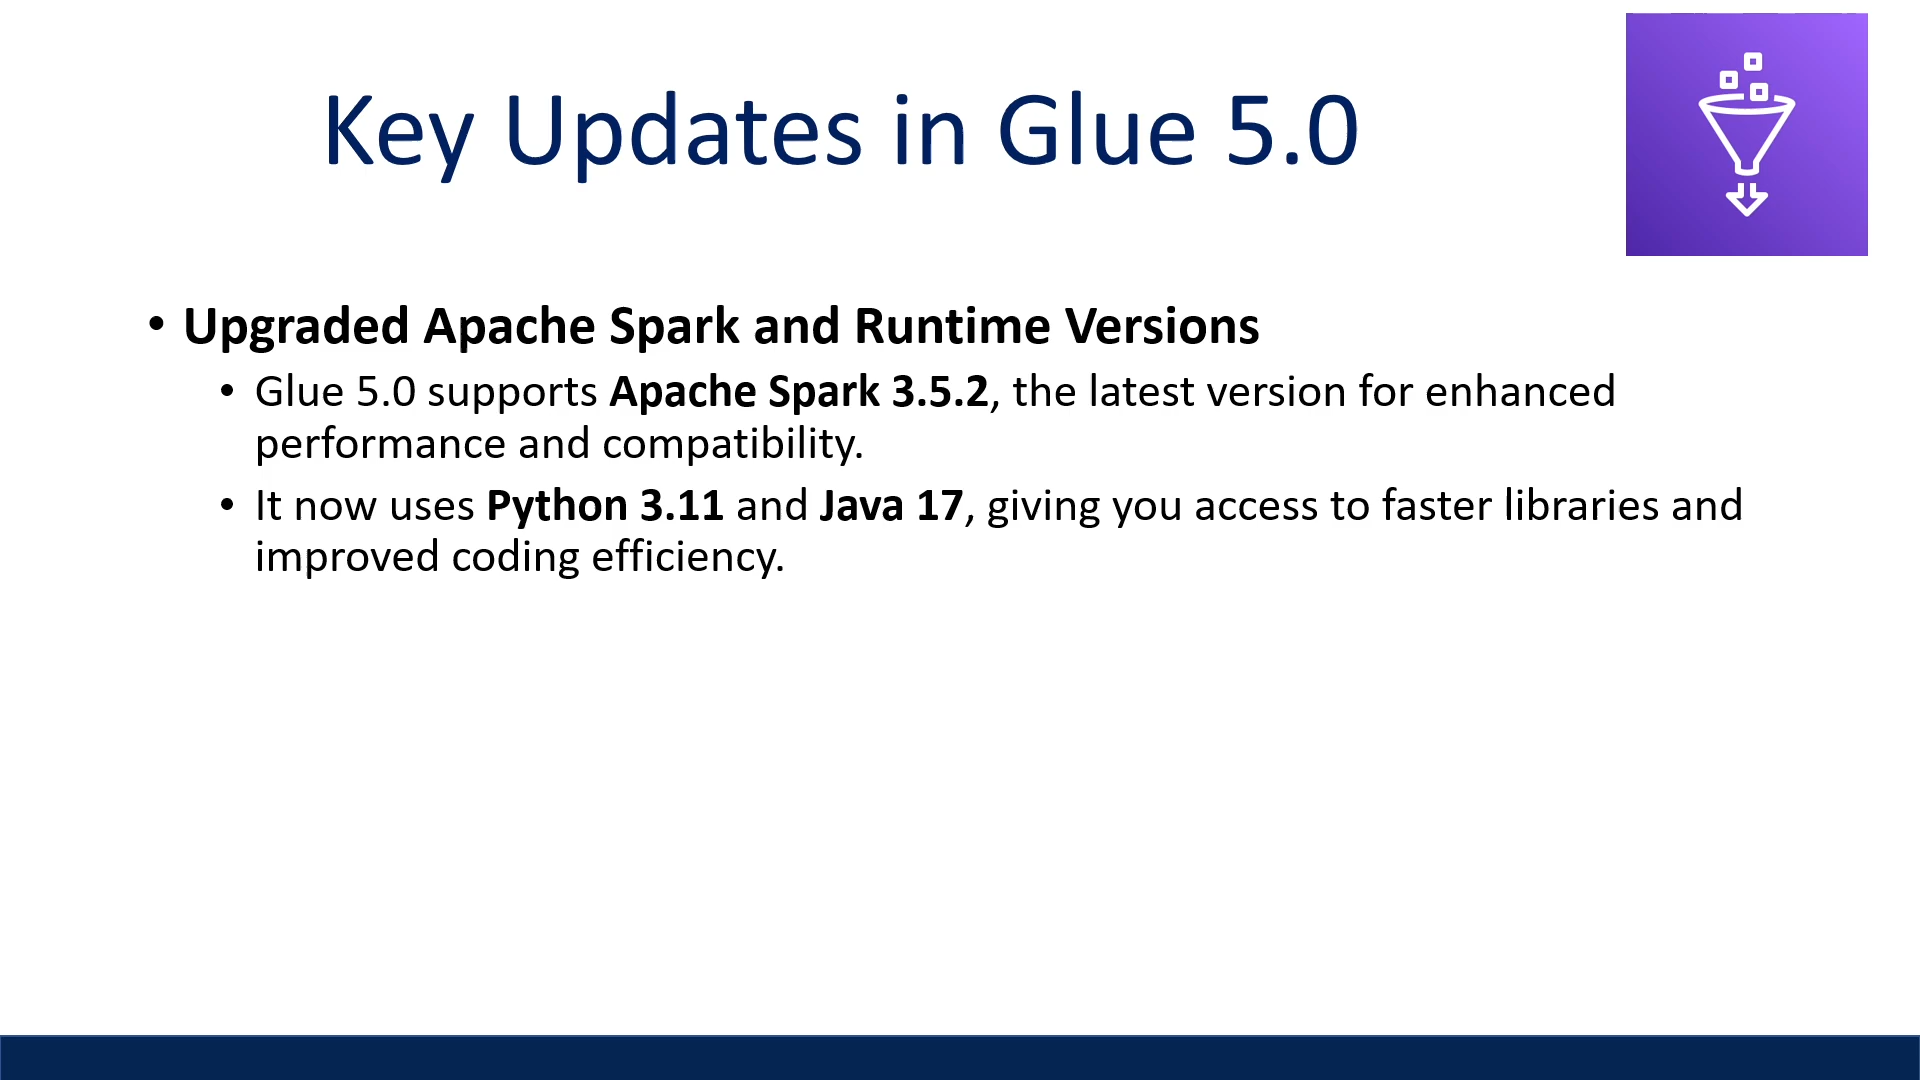 Key Updates in Glue 5.0
• Upgraded Apache Spark and Runtime Versions
• Glue 5.0 supports Apache Spark 3.5.2, the latest version for enhanced
performance and compatibility.
• It now uses Python 3.11 and Java 17, giving you access to faster libraries and
improved coding efficiency.